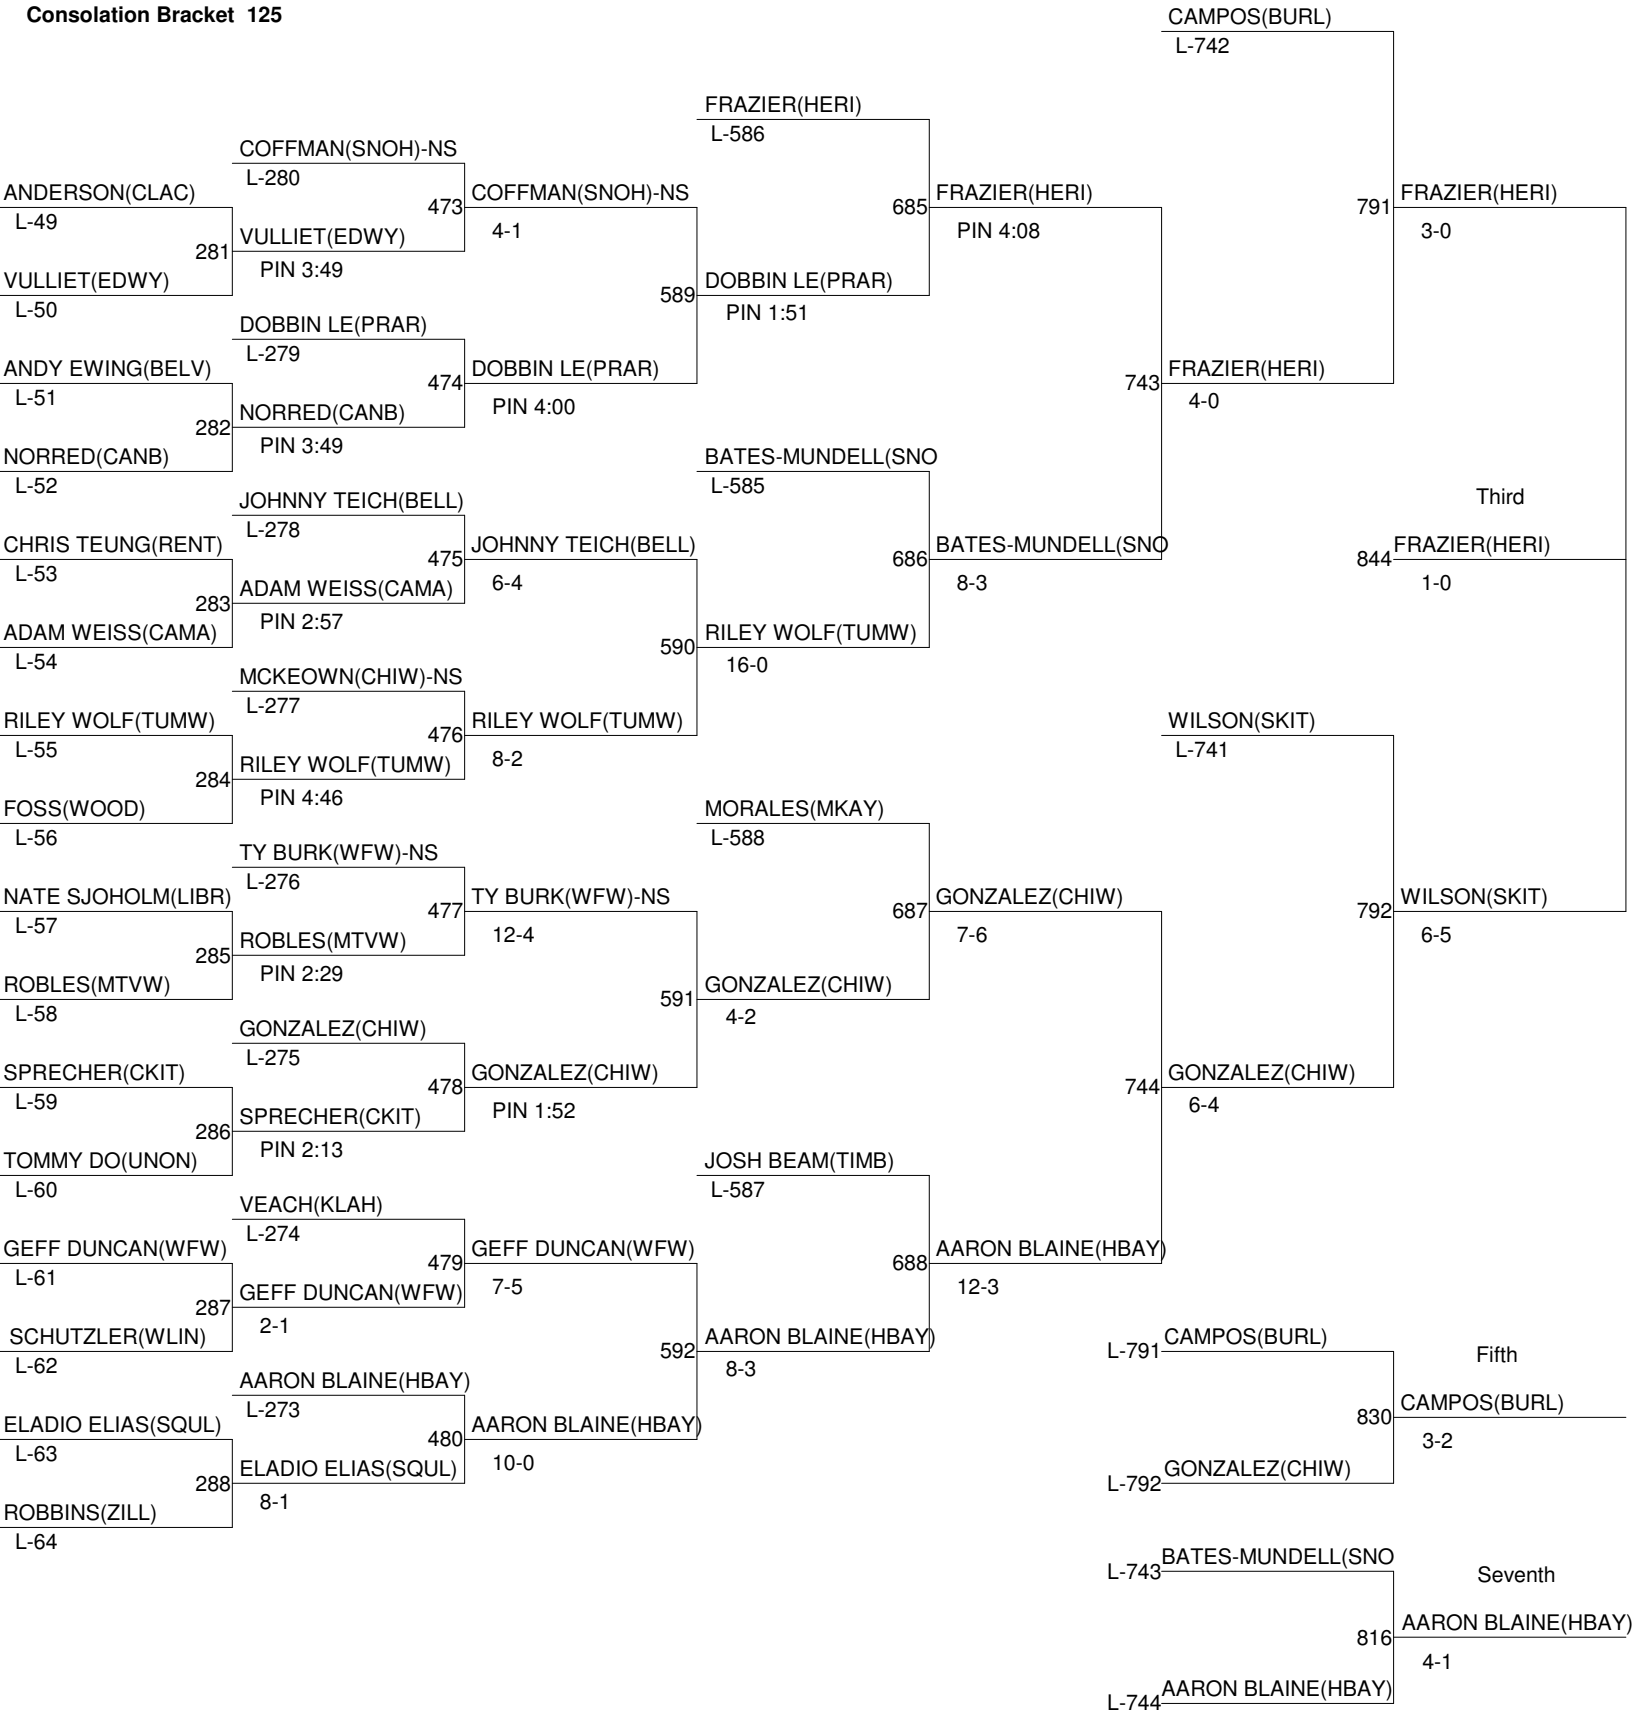 Consolation Bracket 125
CAMPOS(BURL)
L-742
FRAZIER(HERI)
L-586
COFFMAN(SNOH)-NS
L-280
ANDERSON(CLAC)
L-49
473
COFFMAN(SNOH)-NS
4-1
685
FRAZIER(HERI)
PIN 4:08
791
FRAZIER(HERI)
3-0
281
VULLIET(EDWY)
PIN 3:49
VULLIET(EDWY)
L-50
589
DOBBIN LE(PRAR)
PIN 1:51
DOBBIN LE(PRAR)
L-279
ANDY EWING(BELV)
L-51
474
DOBBIN LE(PRAR)
PIN 4:00
743
FRAZIER(HERI)
4-0
282
NORRED(CANB)
PIN 3:49
NORRED(CANB)
L-52
BATES-MUNDELL(SNO
L-585
JOHNNY TEICH(BELL)
L-278
Third
CHRIS TEUNG(RENT)
L-53
475
JOHNNY TEICH(BELL)
6-4
686
BATES-MUNDELL(SNO
8-3
844
FRAZIER(HERI)
1-0
283
ADAM WEISS(CAMA)
PIN 2:57
ADAM WEISS(CAMA)
L-54
590
RILEY WOLF(TUMW)
16-0
MCKEOWN(CHIW)-NS
L-277
RILEY WOLF(TUMW)
L-55
476
RILEY WOLF(TUMW)
8-2
WILSON(SKIT)
L-741
284
RILEY WOLF(TUMW)
PIN 4:46
FOSS(WOOD)
L-56
MORALES(MKAY)
L-588
TY BURK(WFW)-NS
L-276
NATE SJOHOLM(LIBR)
L-57
477
TY BURK(WFW)-NS
12-4
687
GONZALEZ(CHIW)
7-6
792
WILSON(SKIT)
6-5
285
ROBLES(MTVW)
PIN 2:29
ROBLES(MTVW)
L-58
591
GONZALEZ(CHIW)
4-2
GONZALEZ(CHIW)
L-275
SPRECHER(CKIT)
L-59
478
GONZALEZ(CHIW)
PIN 1:52
744
GONZALEZ(CHIW)
6-4
286
SPRECHER(CKIT)
PIN 2:13
TOMMY DO(UNON)
L-60
JOSH BEAM(TIMB)
L-587
VEACH(KLAH)
L-274
GEFF DUNCAN(WFW)
L-61
479
GEFF DUNCAN(WFW)
7-5
688
AARON BLAINE(HBAY)
12-3
287
GEFF DUNCAN(WFW)
2-1
SCHUTZLER(WLIN)
L-62
592
AARON BLAINE(HBAY)
8-3
L-791
CAMPOS(BURL)
Fifth
AARON BLAINE(HBAY)
L-273
ELADIO ELIAS(SQUL)
L-63
480
AARON BLAINE(HBAY)
10-0
830
CAMPOS(BURL)
3-2
288
ELADIO ELIAS(SQUL)
8-1
L-792
GONZALEZ(CHIW)
ROBBINS(ZILL)
L-64
L-743
BATES-MUNDELL(SNO
Seventh
816
AARON BLAINE(HBAY)
4-1
L-744
AARON BLAINE(HBAY)